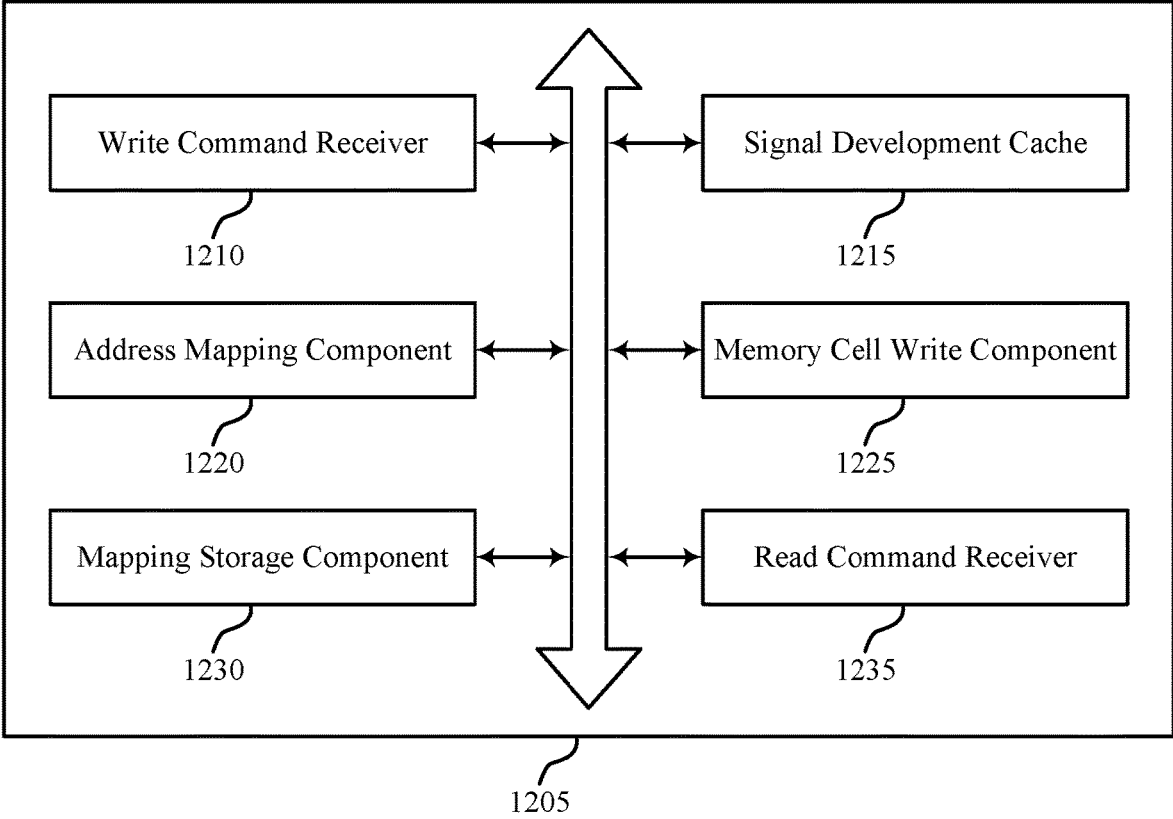 Write Command Receiver
Signal Development Cache
1210
1215
Address Mapping Component
Memory Cell Write Component
1220
1225
Mapping Storage Component
Read Command Receiver
1230
1235
1205